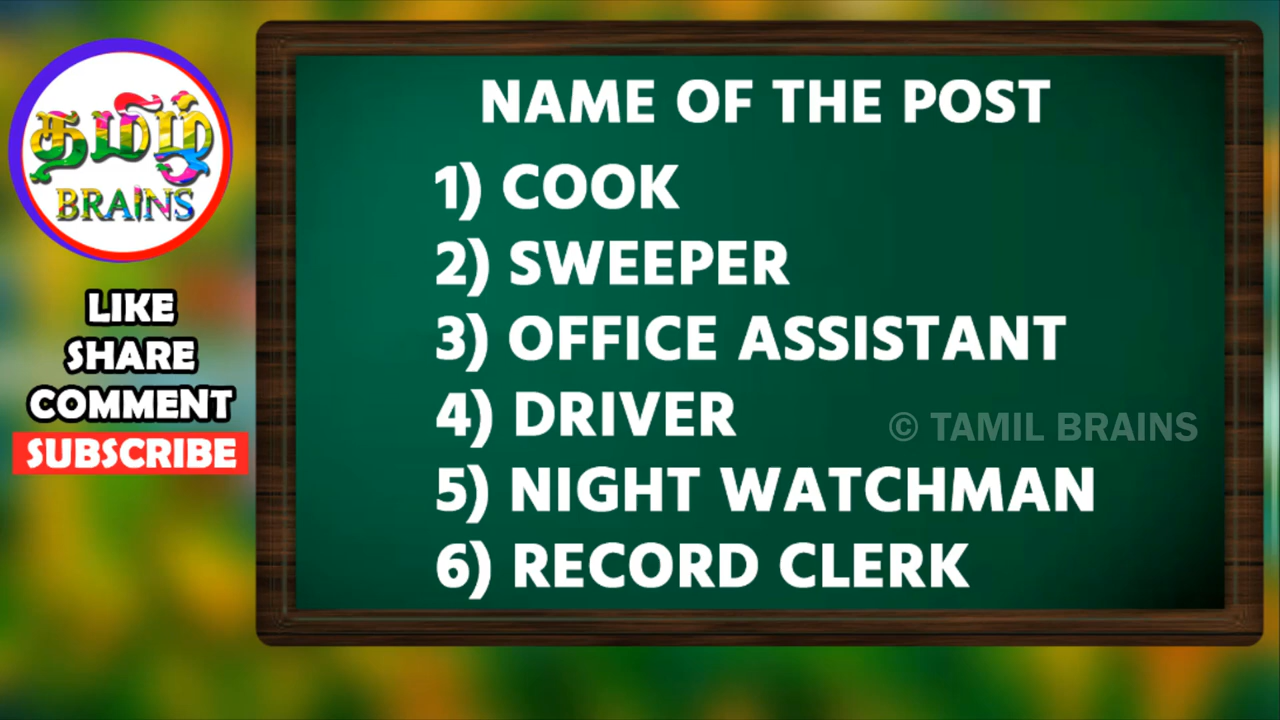 தமிழ்
BRAINS
LIKE
SHARE
COMMENT
SUBSCRIBE
NAME OF THE POST
1) COOK
2) SWEEPER
3) OFFICE ASSISTANT
4) DRIVER
© TAMIL BRAINS
5) NIGHT WATCHMAN
6) RECORD CLERK